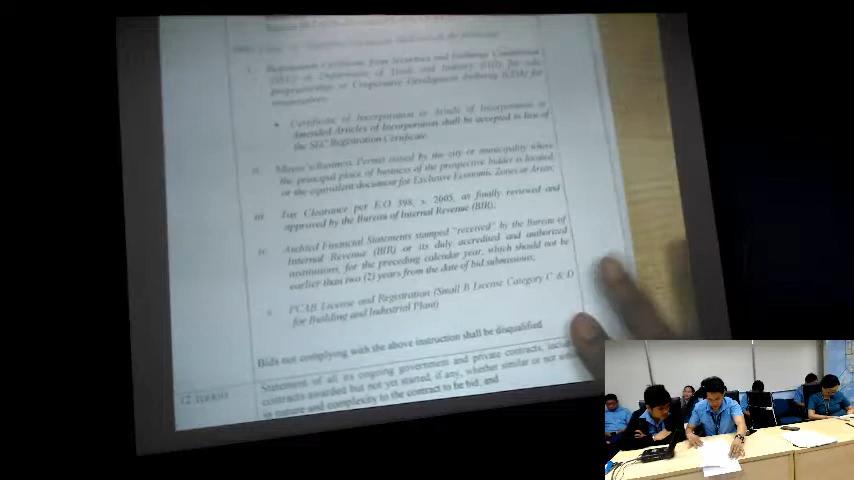 Registration Certificate from Securities and Exchange Commission
(SEC) or Department of Trade and Industry (DTI) for sole
proprietorship or Cooperative Development Authority (CDA) for
cooperatives
• Certificate of Incorporation or Articles of Incorporation or
Amended Articles of Incorporation shall be accepted in lieu of
the SEC Registration Certificate.
ii. Mayor's/Business Permit issued by the city or municipality where
the principal place of business of the prospective bidder is located
or the equivalent document for Exclusive Economic Zones or Areas;
iii. Tax Clearance per E.O 398, s. 2005, as finally reviewed and
approved by the Bureau of Internal Revenue (BIR);
iv. Audited Financial Statements stamped "received" by the Bureau of
Internal Revenue (BIR) or its duly accredited and authorized
institutions, for the preceding calendar year, which should not be
earlier than two (2) years from the date of bid submissions;
v. PCAB License and Registration (Small B License Category C & D
for Building and Industrial Plant)
Bids not complying with the above instruction shall be disqualified
Statement of all its ongoing government and private contracts,
contracts awarded but not yet started, if any, whether similar or not
in nature and complexity to the contract to be bid, and